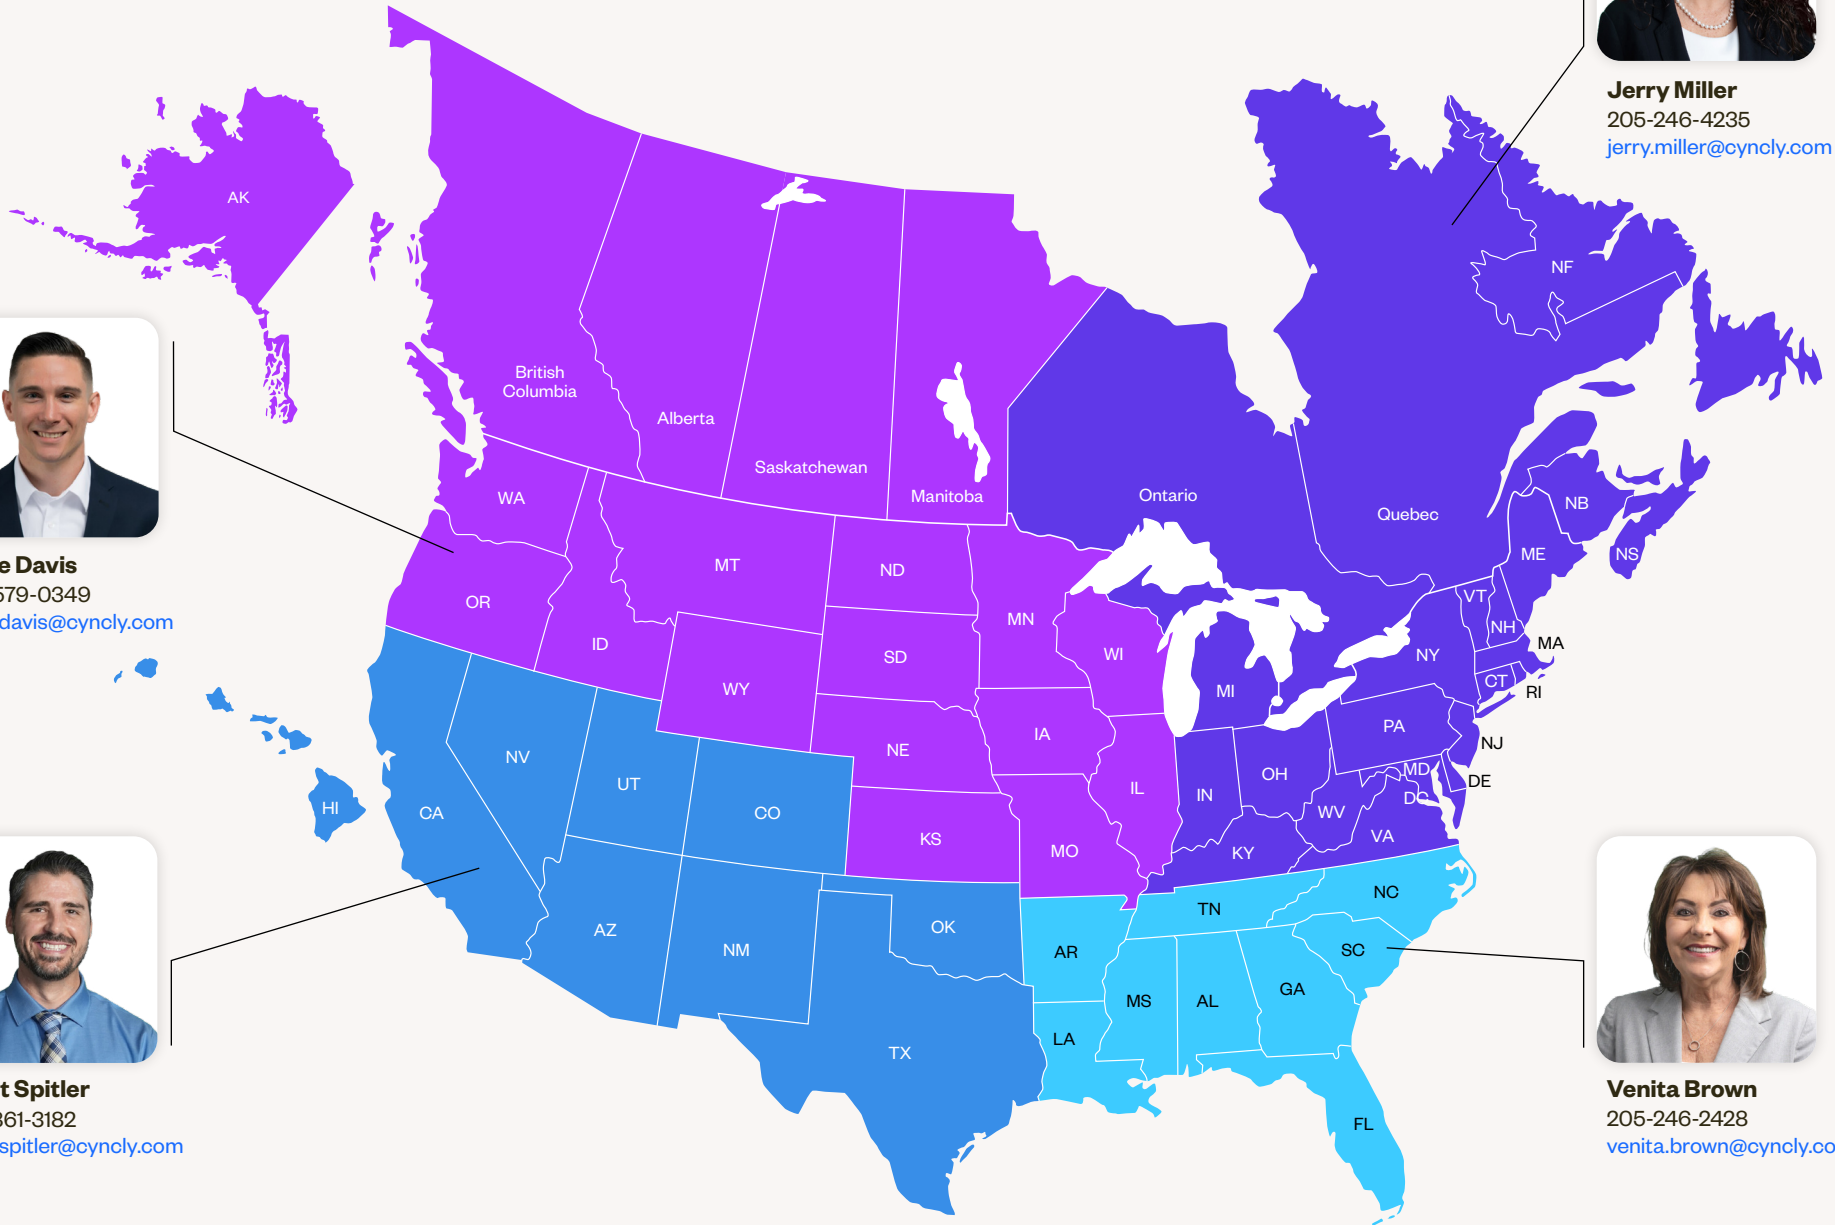 Jerry Miller
205-246-4235
jerry.miller@cyncly.com
AK
NF
British
Columbia
Alberta
Saskatchewan
Manitoba
Ontario
Quebec
NB
NS
ME
VT
NH
MA
NY
CT
RI
WA
MT
ND
OR
ID
MN
SD
WI
MI
WY
PA
NJ
IA
NE
NV
UT
OH
MD
DE
DC
IL
IN
HI
CA
CO
WV
VA
KS
MO
KY
e Davis
579-0349
davis@cyncly.com
NC
TN
AZ
OK
NM
AR
SC
GA
MS
AL
LA
TX
FL
t Spitler
361-3182
spitler@cyncly.com
Venita Brown
205-246-2428
venita.brown@cyncly.co